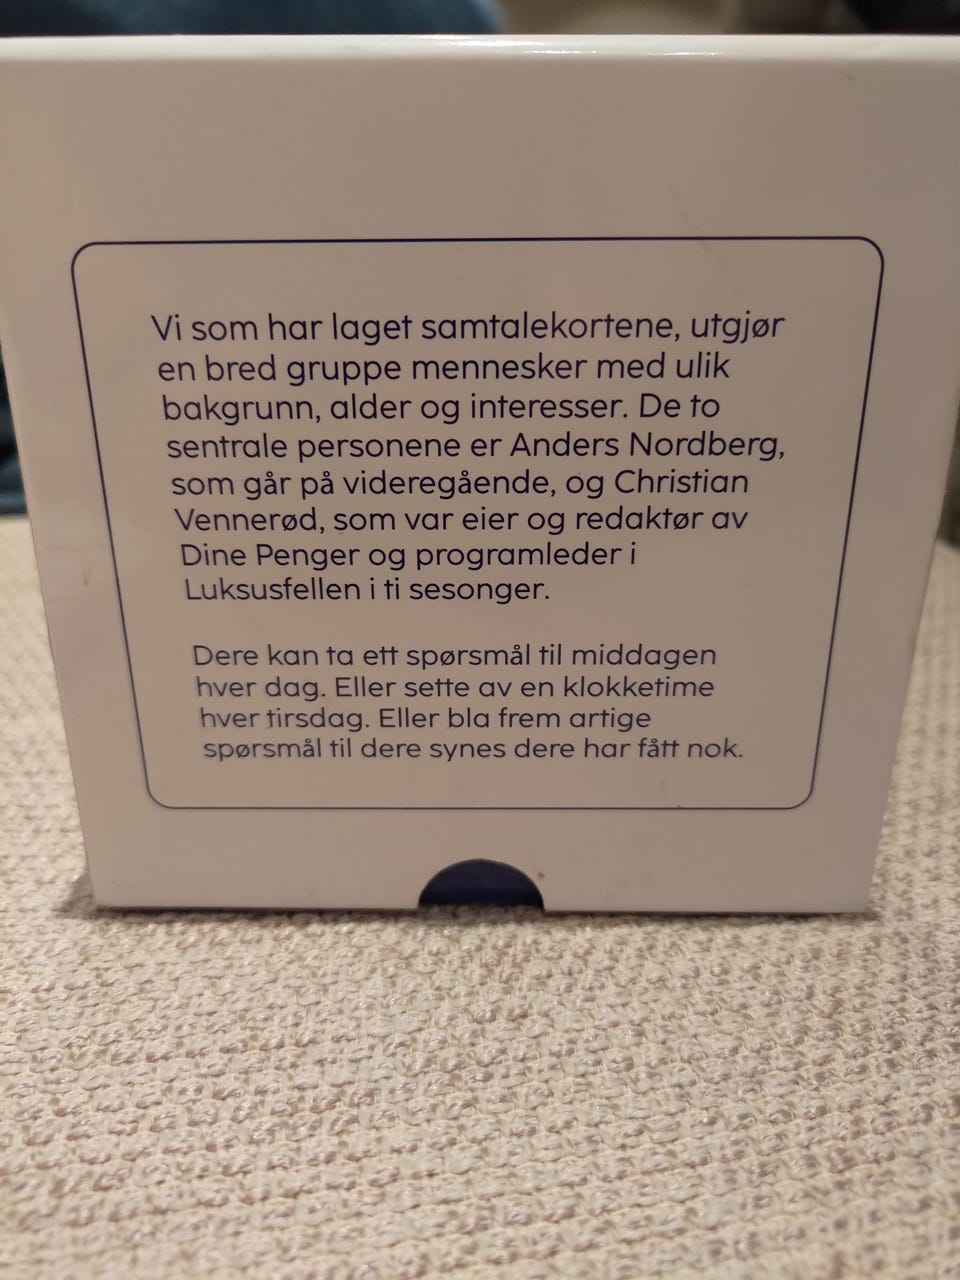 Vi som har laget samtalekortene, utgjør
en bred gruppe mennesker med ulik
bakgrunn, alder og interesser. De to
sentrale personene er Anders Nordberg,
som går på videregående, og Christian
Vennerød, som var eier og redaktør av
Dine Penger og programleder i
Luksusfellen i ti sesonger.
Dere kan ta ett spørsmål til middagen
hver dag. Eller sette av en klokketime
hver tirsdag. Eller bla frem artige
spørsmål til dere synes dere har fått nok.